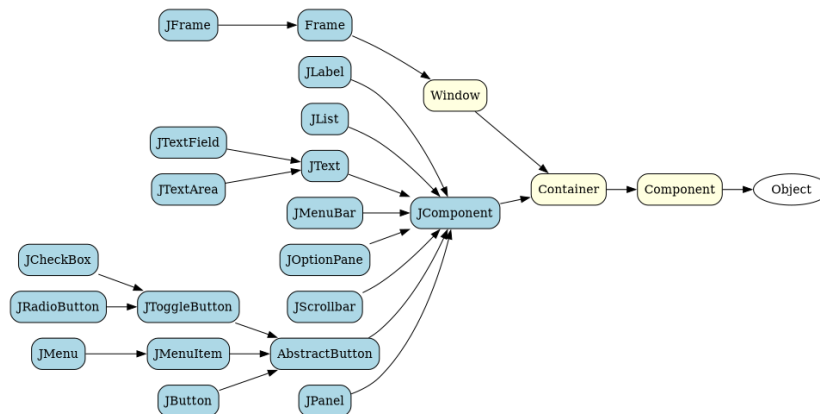 JFrame
Frame
JLabel
Window
JList
JTextField
JText
JTextArea
Container
Component
Object
JMenuBar
JComponent
JOptionPane
JCheckBox
JRadioButton
JToggleButton
JScrollbar
JMenu
JMenuItem
AbstractButton
JButton
JPanel